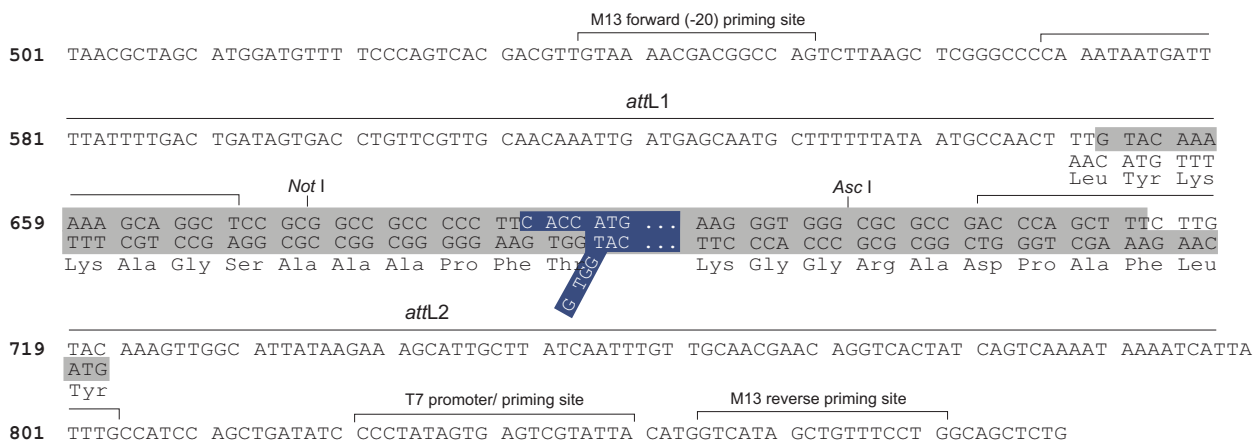 M13 forward (-20) priming site
501 TAACGCTAGC ATGGATGTTT TCCCAGTCAC GACGTTGTAA AACGACGGCC AGTCTTAAGC TCGGGCCCCA AATAATGATT
attL1
581 TTATTTTGAC TGATAGTGAC CTGTTCGTTG CAACAAATTG ATGAGCAATG CTTTTTTATA ATGCCAACT TTG TACAAA
AAC ATG TTT
Leu Tyr Lys
Not I Asc I
659 AAA GCA GGC TCC GCG GCC GCC CCC TTC ACC ATG ... AAG GGT GGG CGC GCC GAC CCA GCT TTC TTG
TTT CGT CCG AGG CGC CGG CGG GGG AAG TGG TAC ... TTC CCA CCC GCG CGG CTG GGT CGA AAG AAC
Lys Ala Gly Ser Ala Ala Ala Pro Phe Thr Lys Gly Gly Arg Ala Asp Pro Ala Phe Leu
G TGG
attL2
719 TAC AAAGTTGGCA TTATAAGAA AGCATTGCTT ATCAATTTGT TGCAACGAAC AGGTCACTAT CAGTCAAAAT AAAATCATTA
ATG
Tyr
T7 promoter/ priming site M13 reverse priming site
801 TTTGCCATCC AGCTGATATC CCCTATAGTG AGTCGTATTA CATGGTCATA GCTGTTTCCT GGCAGCTCTG